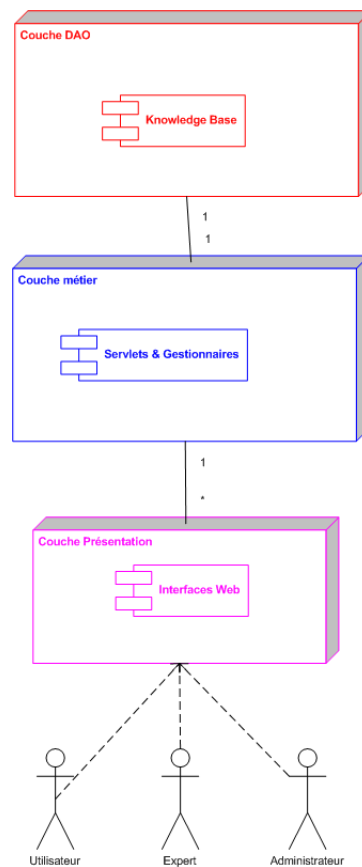 Couche DAO
Knowledge Base
1
1
Couche métier
Servlets & Gestionnaires
1
*
Couche Présentation
Interfaces Web
Utilisateur
Expert
Administrateur